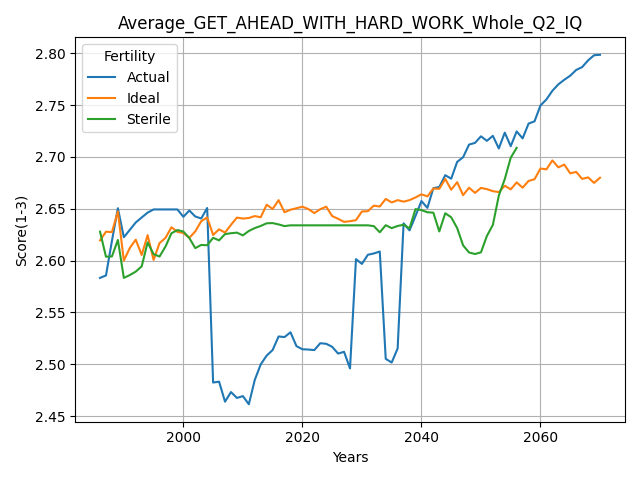 Average_GET_AHEAD_WITH_HARD_WORK_Whole_Q2_IQ
Fertility
Actual
Ideal
Sterile
Score(1-3)
2.80
2.75
2.70
2.65
2.60
2.55
2.50
2.45
2000
2020
2040
2060
Years